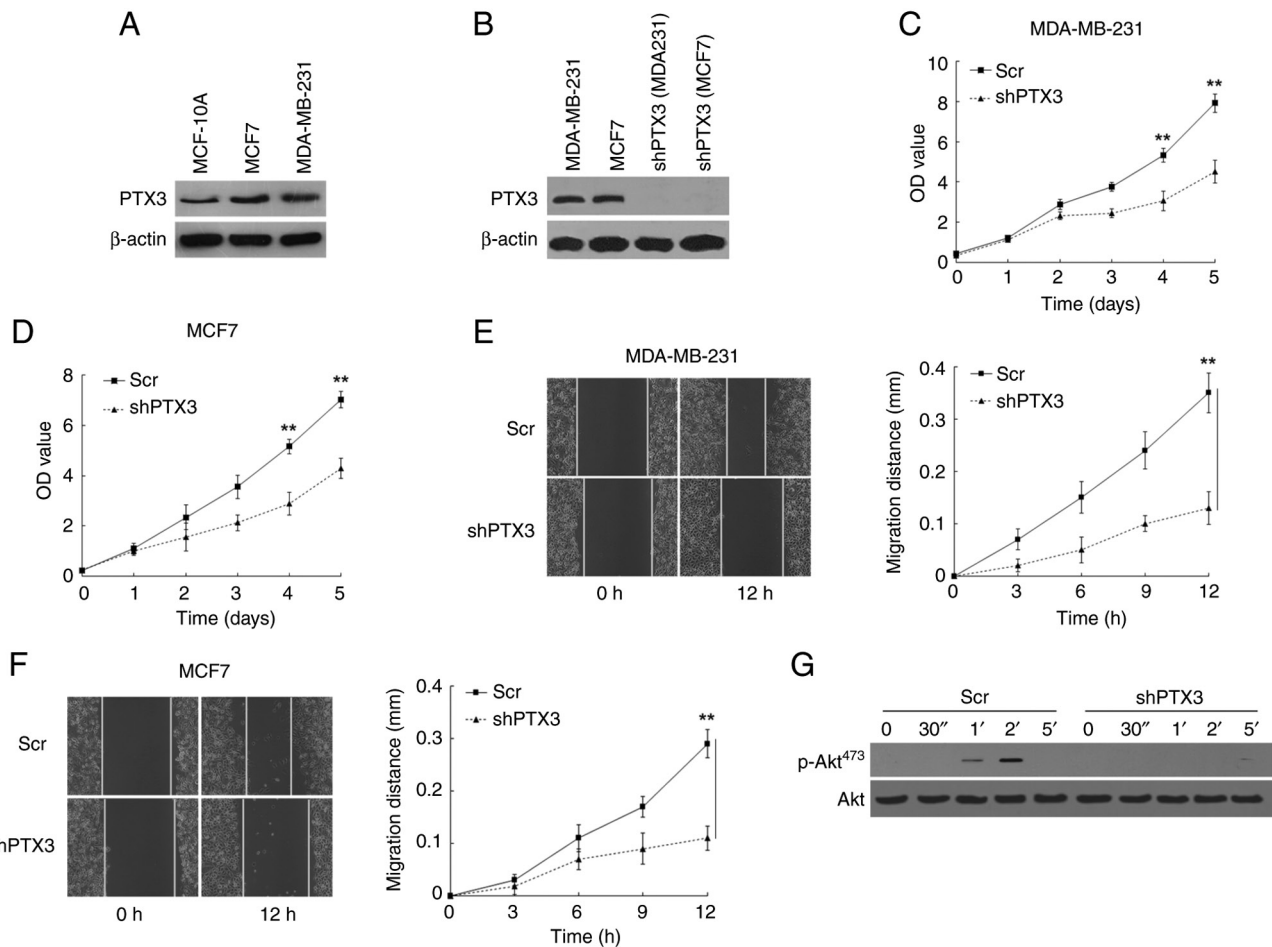 A
MCF-10A
MCF7
MDA-MB-231
PTX3
β-actin
B
MDA-MB-231
MCF7
shPTX3 (MDA231)
shPTX3 (MCF7)
PTX3
β-actin
C
MDA-MB-231
Scr
shPTX3
**
**
OD value
10
8
6
4
2
0
0 1 2 3 4 5
Time (days)
D
MCF7
Scr
shPTX3
**
**
OD value
8
6
4
2
0
0 1 2 3 4 5
Time (days)
E
MDA-MB-231
Scr
shPTX3
0 h 12 h
Scr
shPTX3
**
Migration distance (mm)
0.4
0.3
0.2
0.1
0
0 3 6 9 12
Time (h)
F
MCF7
Scr
hPTX3
0 h 12 h
Scr
shPTX3
**
Migration distance (mm)
0.4
0.3
0.2
0.1
0
0 3 6 9 12
Time (h)
G
Scr shPTX3
0 30″ 1′ 2′ 5′ 0 30″ 1′ 2′ 5′
p-Akt473
Akt